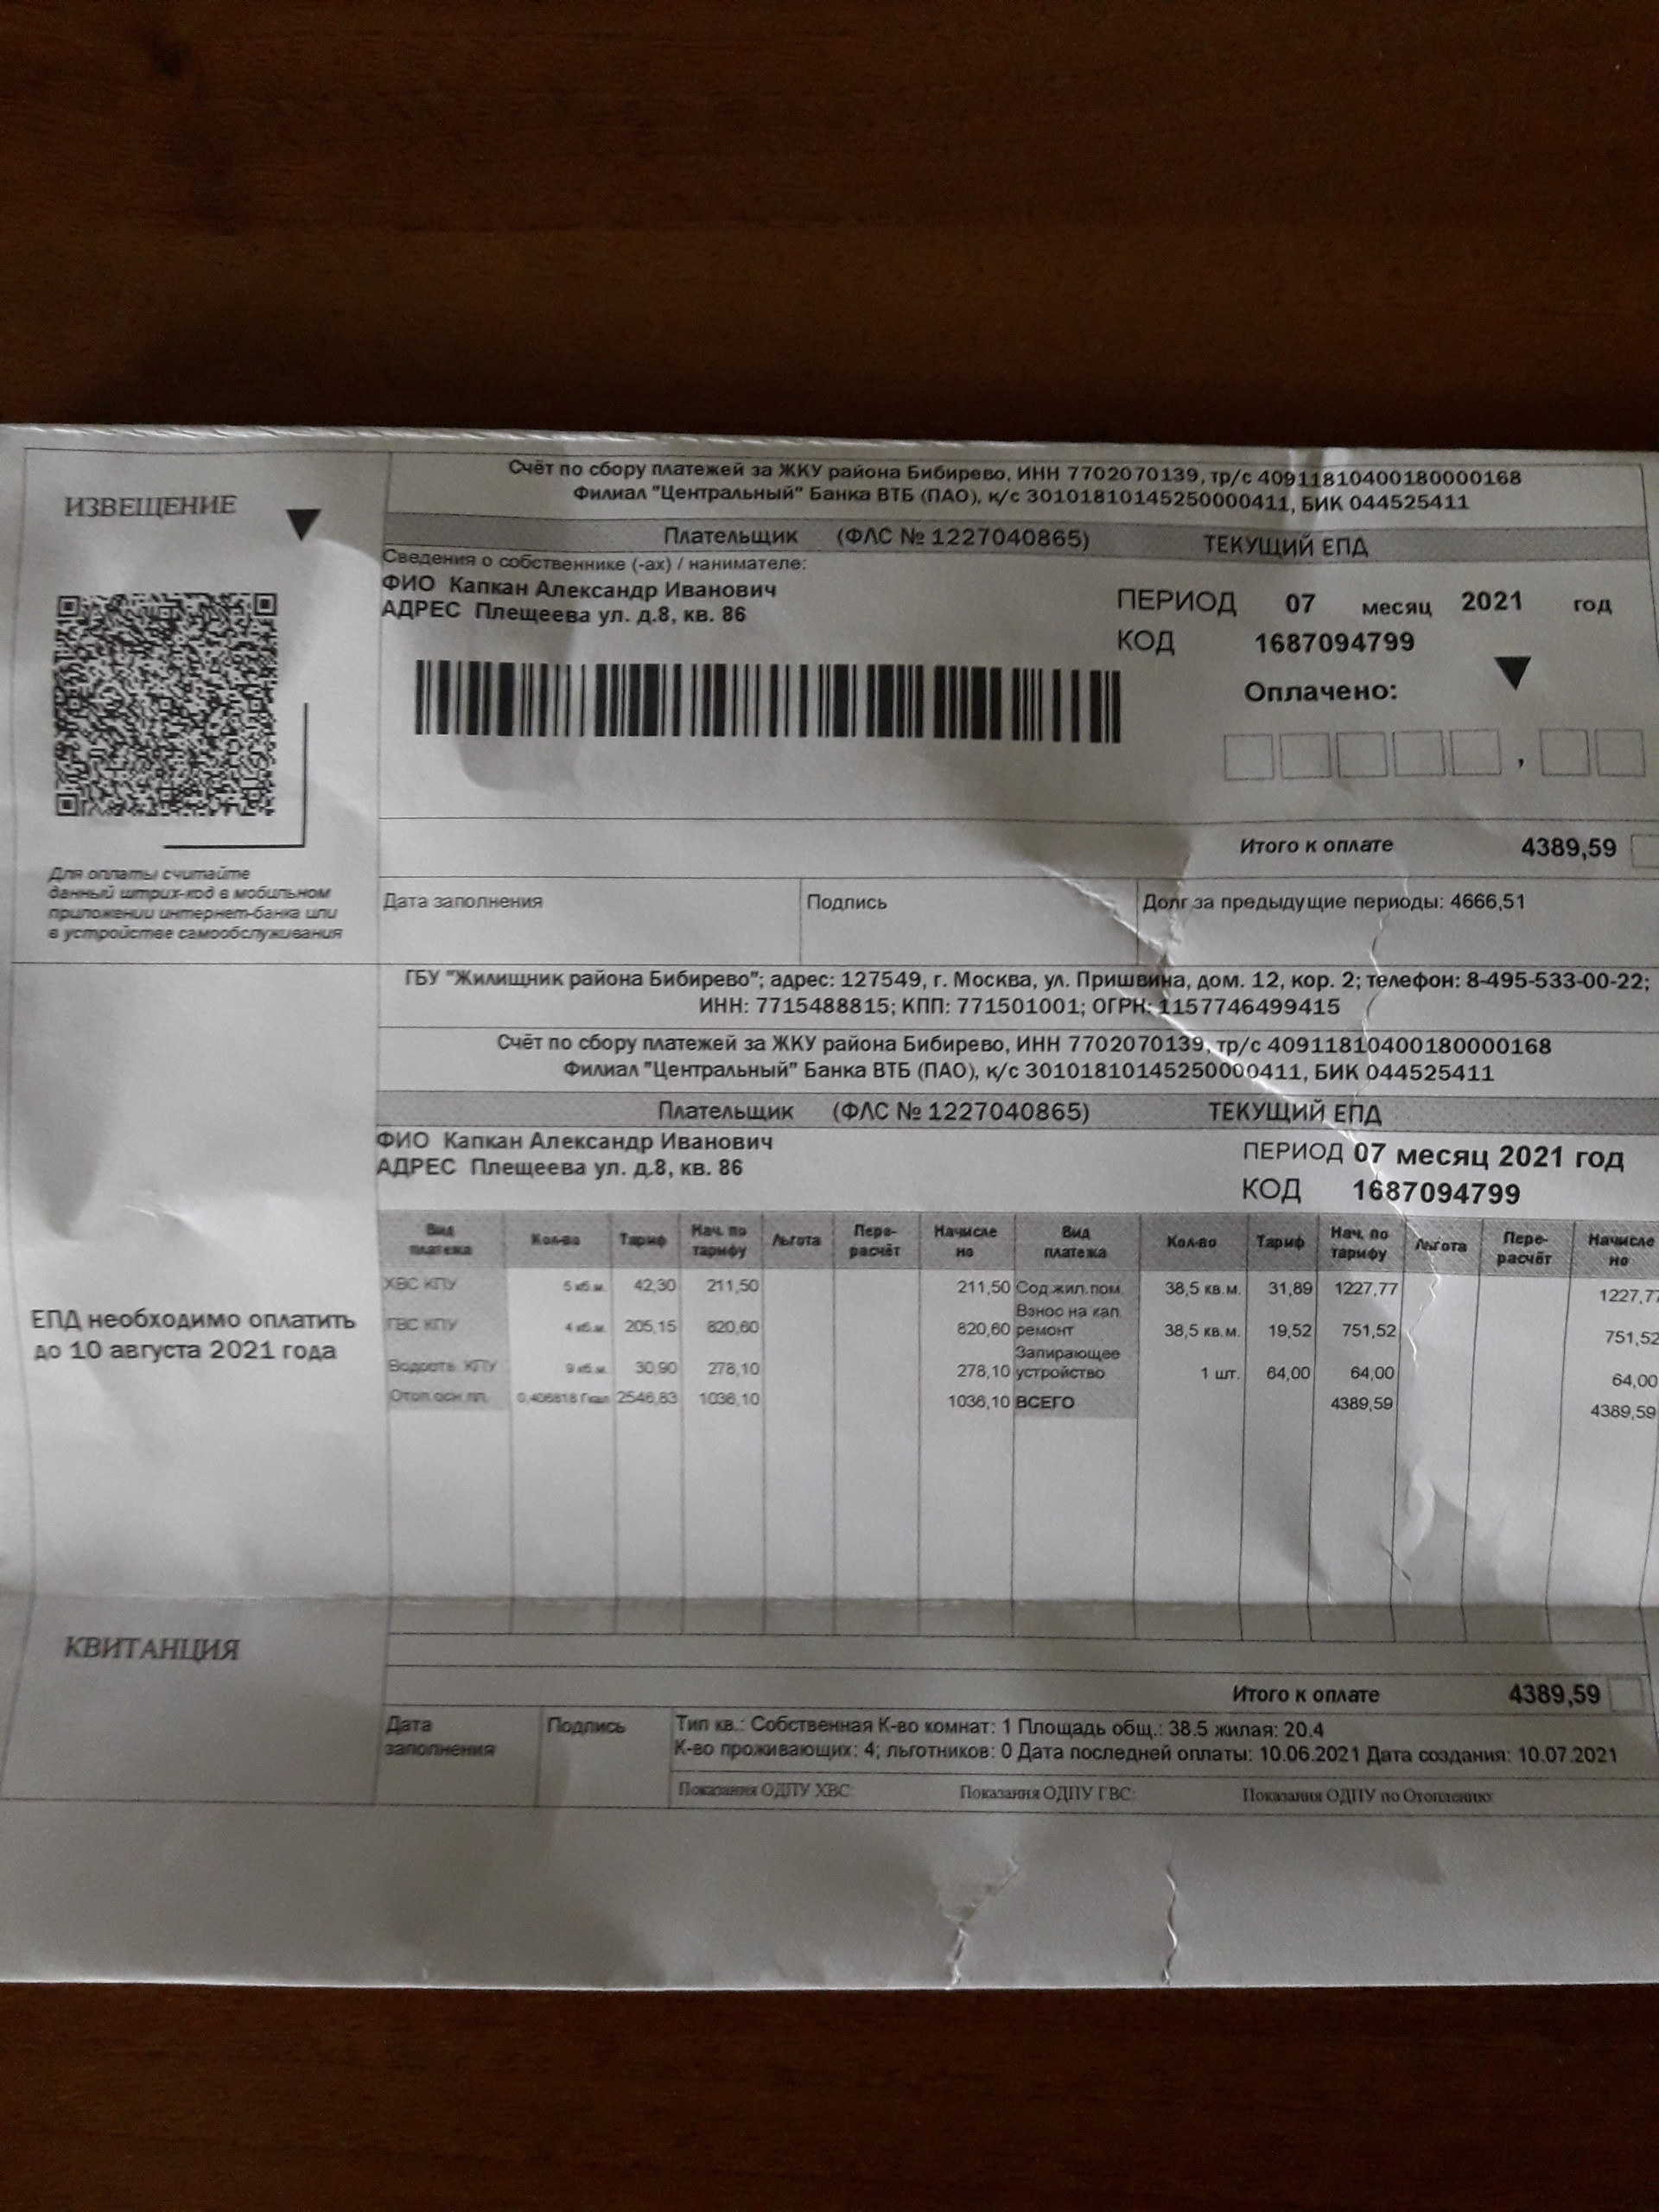 ИЗВЕЩЕНИЕ
Для оплаты считайте
данный штрих-код в мобильном
приложении интернет-банка или
в устройстве самообслуживания
Счёт по сбору платежей за ЖКУ района Бибирево, ИНН 7702070139, тр/с 40911810400180000168
Филиал "Центральный" Банка ВТБ (ПАО), к/с 30101810145250000411, БИК 044525411
Плательщик (ФЛС № 1227040865) ТЕКУЩИЙ ЕПД
Сведения о собственнике (-ах) / нанимателе:
ФИО Капкан Александр Иванович
АДРЕС Плещеева ул. д.8, кв. 86
ПЕРИОД 07 месяц 2021 год
КОД 1687094799
Оплачено:
,
Итого к оплате 4389,59
Дата заполнения Подпись Долг за предыдущие периоды: 4666,51
ГБУ "Жилищник района Бибирево"; адрес: 127549, г. Москва, ул. Пришвина, дом. 12, кор. 2; телефон: 8-495-533-00-22;
ИНН: 7715488815; КПП: 771501001; ОГРН: 1157746499415
Счёт по сбору платежей за ЖКУ района Бибирево, ИНН 7702070139, тр/с 40911810400180000168
Филиал "Центральный" Банка ВТБ (ПАО), к/с 30101810145250000411, БИК 044525411
Плательщик (ФЛС № 1227040865) ТЕКУЩИЙ ЕПД
ФИО Капкан Александр Иванович
АДРЕС Плещеева ул. д.8, кв. 86
ПЕРИОД 07 месяц 2021 год
КОД 1687094799
ЕПД необходимо оплатить
до 10 августа 2021 года
Вид платежа Кол-во Тариф Нач. по тарифу Льгота Пере-расчёт Начисле но Вид платежа Кол-во Тариф Нач. по тарифу Льгота Пере-расчёт Начисле но
ХВС КПУ 5 кб.м. 42,30 211,50 211,50 Сод.жил.пом. 38,5 кв.м. 31,89 1227,77 1227,77
ГВС КПУ 4 кб.м. 205,15 820,60 820,60 Взнос на кап. ремонт 38,5 кв.м. 19,52 751,52 751,52
Водоотв. КПУ 9 кб.м. 30,90 278,10 278,10 Запирающее устройство 1 шт. 64,00 64,00 64,00
Отоп.осн.пл. 0,406818 Гкал 2546,83 1036,10 1036,10 ВСЕГО 4389,59 4389,59
КВИТАНЦИЯ
Итого к оплате 4389,59
Дата
заполнения
Подпись
Тип кв.: Собственная К-во комнат: 1 Площадь общ.: 38.5 жилая: 20.4
К-во проживающих: 4; льготников: 0 Дата последней оплаты: 10.06.2021 Дата создания: 10.07.2021
Показания ОДПУ ХВС: Показания ОДПУ ГВС: Показания ОДПУ по Отоплению: